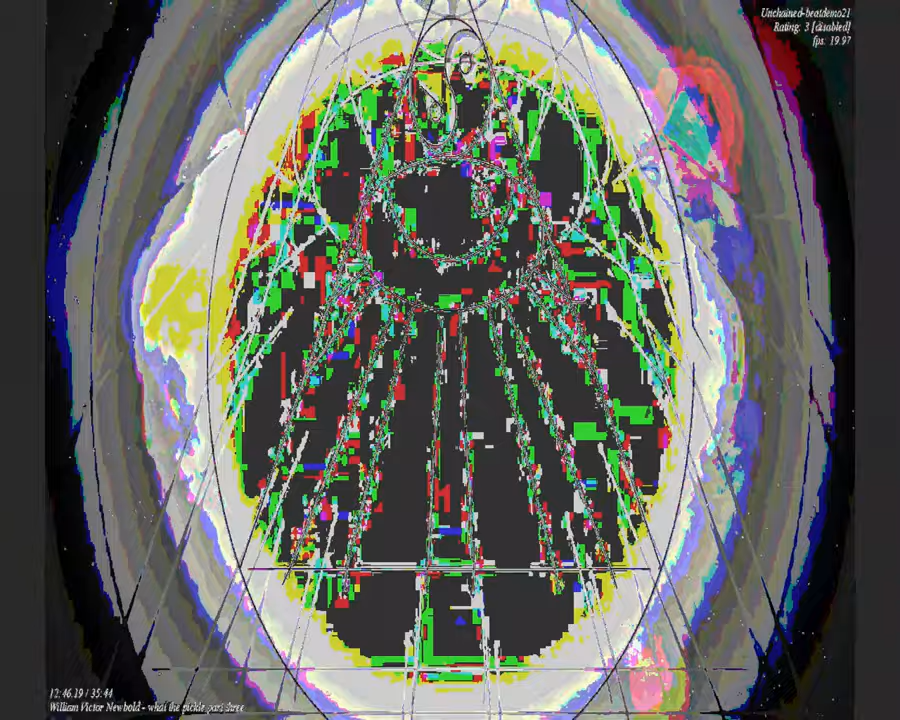 Unchained-beatdemo21
Rating: 3 [disabled]
fps: 19.97
12:46.19 / 35:44
William Victor Newbold - what the pickle part three